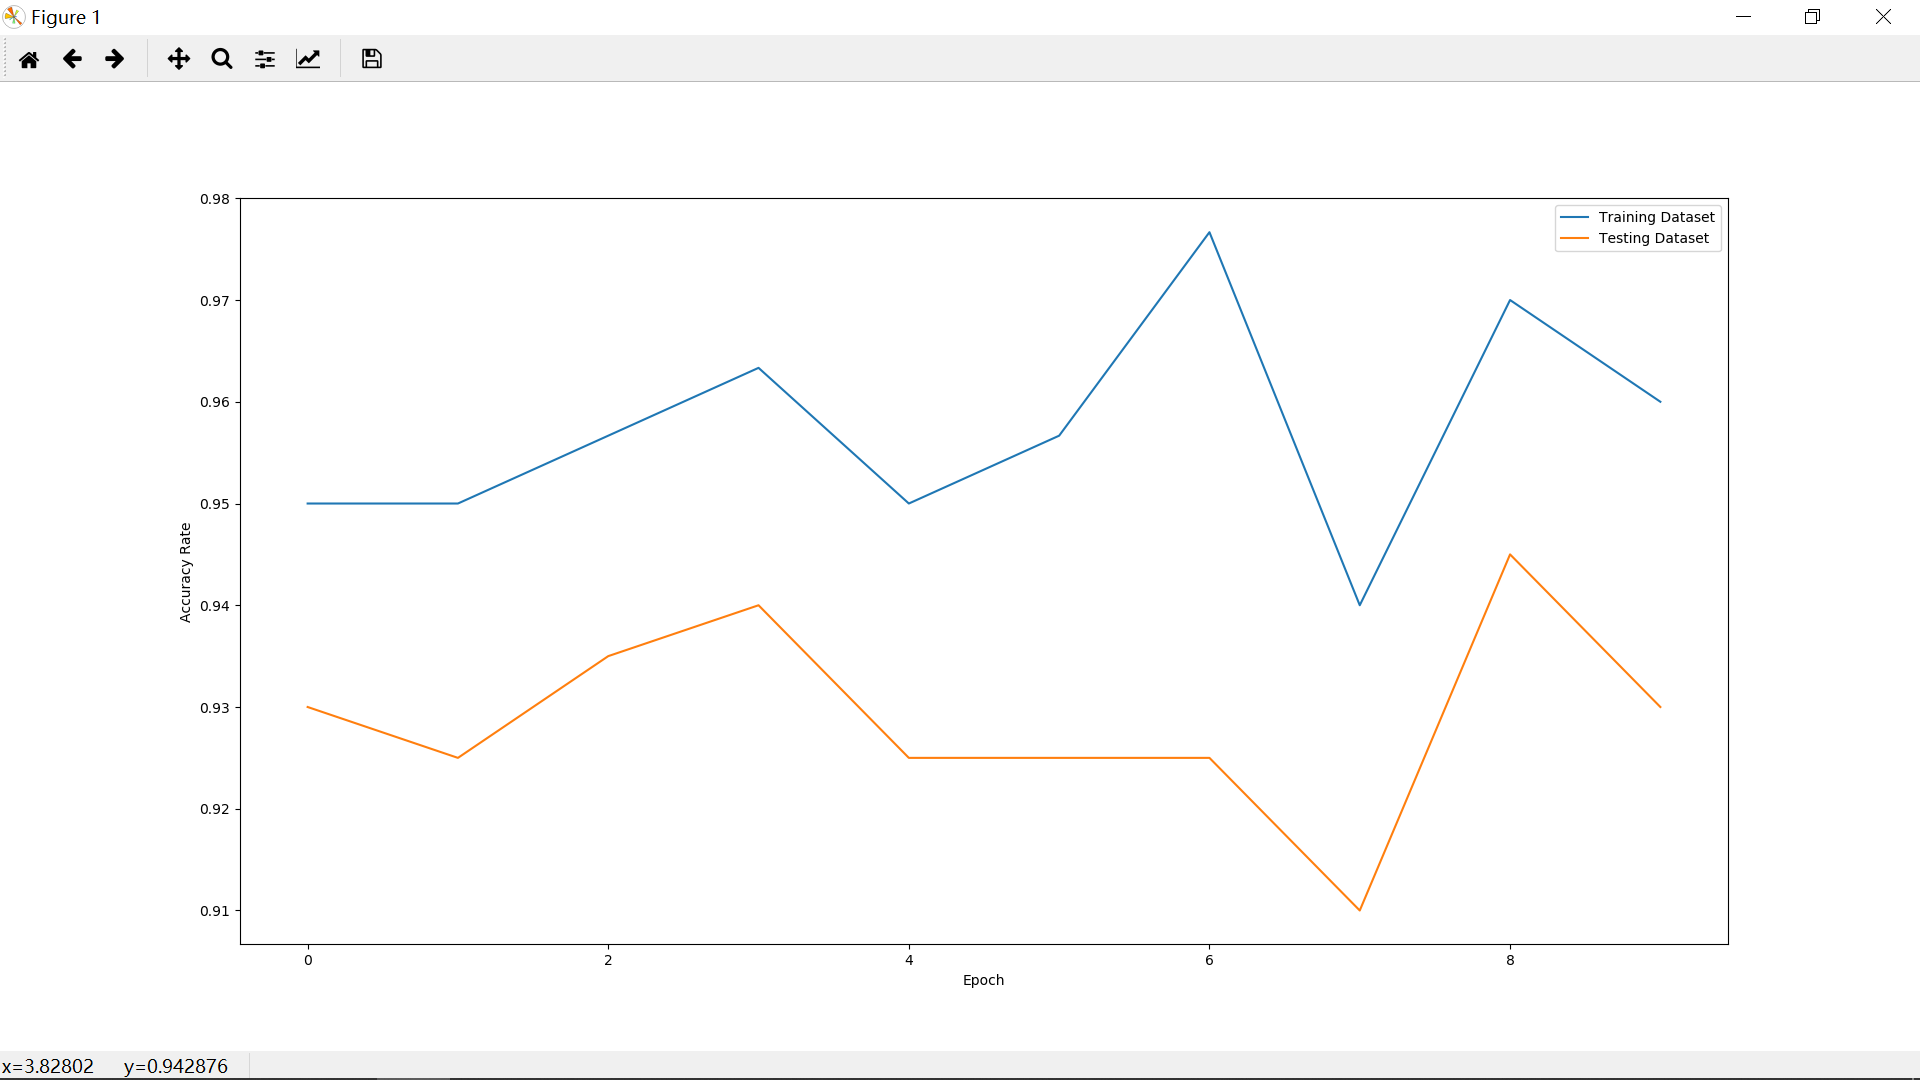 Figure 1
0.98
0.97
0.96
0.95
0.94
0.93
0.92
0.91
Accuracy Rate
Training Dataset
Testing Dataset
0 2 4 6 8
Epoch
x=3.82802 y=0.942876